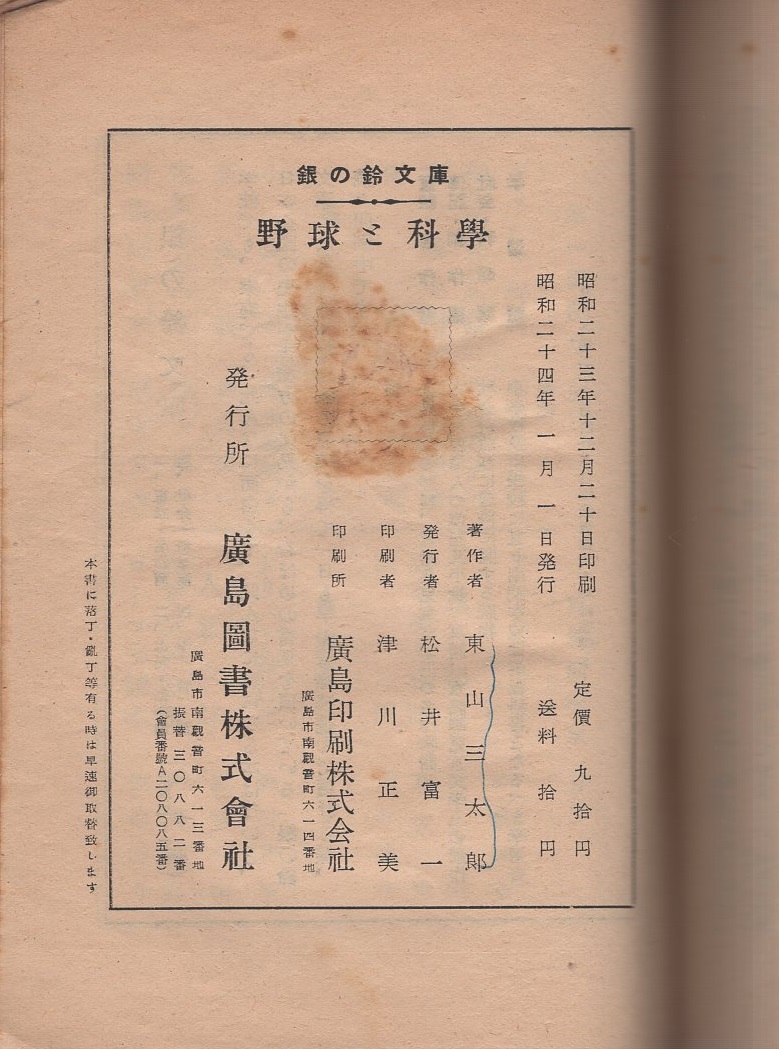 銀の鈴文庫
野球と科學
昭和二十三年十二月二十日印刷
定價 九拾円
昭和二十四年 一月 一日発行
送料 拾円
著作者 東山三太郎
発行者 松井富一
印刷者 津川正美
印刷所 廣島印刷株式会社
廣島市南観音町六一四番地
発行所 廣島圖書株式會社
廣島市南観音町六一三番地
振替 三〇八八二番
(會員番號A二〇八〇八五番)
本書に落丁・亂丁等有る時は早速御取替致します